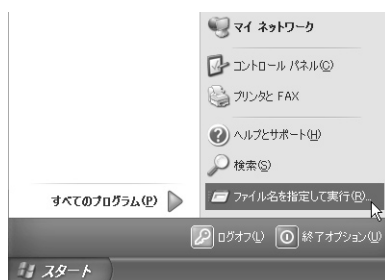 マイ ネットワーク
コントロール パネル(C)
プリンタと FAX
ヘルプとサポート(H)
検索(S)
すべてのプログラム(P)
ファイル名を指定して実行(R)...
ログオフ(L)
終了オプション(U)
スタート